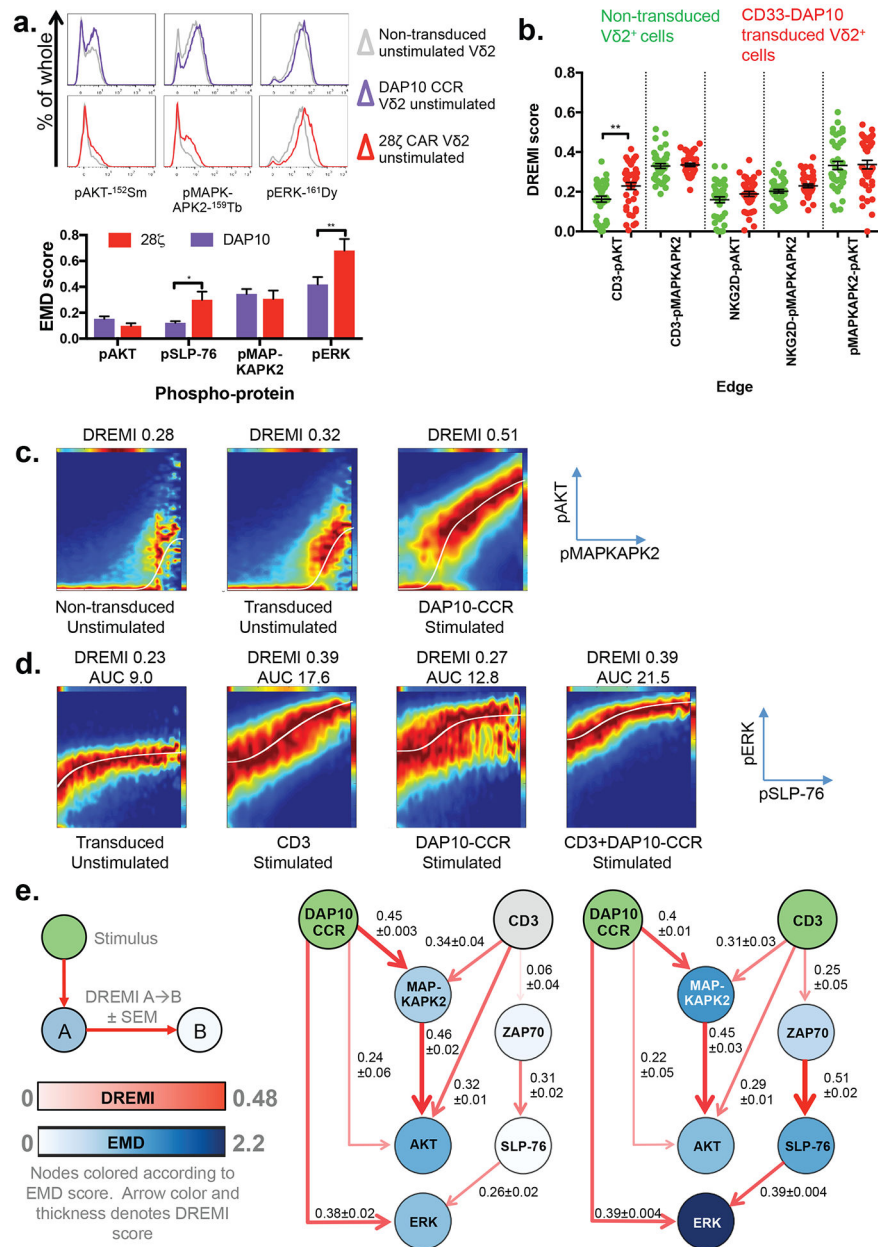 a.
% of whole
Non-transduced
unstimulated Vδ2
DAP10 CCR
Vδ2 unstimulated
28ζ CAR Vδ2
unstimulated
pAKT-¹⁵²Sm
pMAPK-
APK2-¹⁵⁹Tb
pERK-¹⁶¹Dy
28ζ
DAP10
EMD score
0.8
0.6
0.4
0.2
0.0
*
**
pAKT
pSLP-76
pMAP-
KAPK2
pERK
Phospho-protein
b.
Non-transduced
Vδ2⁺ cells
CD33-DAP10
transduced Vδ2⁺
cells
DREMI score
0.8
0.6
0.4
0.2
0.0
**
CD3-pAKT
CD3-pMAPKAPK2
NKG2D-pAKT
NKG2D-pMAPKAPK2
pMAPKAPK2-pAKT
Edge
c.
DREMI 0.28
DREMI 0.32
DREMI 0.51
Non-transduced
Unstimulated
Transduced
Unstimulated
DAP10-CCR
Stimulated
pAKT
pMAPKAPK2
d.
DREMI 0.23
AUC 9.0
DREMI 0.39
AUC 17.6
DREMI 0.27
AUC 12.8
DREMI 0.39
AUC 21.5
Transduced
Unstimulated
CD3
Stimulated
DAP10-CCR
Stimulated
CD3+DAP10-CCR
Stimulated
pERK
pSLP-76
e.
Stimulus
DREMI A→B
± SEM
A
B
0
DREMI
0.48
0
EMD
2.2
Nodes colored according to
EMD score. Arrow color and
thickness denotes DREMI
score
DAP10
CCR
CD3
0.45
±0.003
0.34±0.04
0.06
±0.04
MAP-
KAPK2
ZAP70
0.46
±0.02
0.24
±0.06
0.32
±0.01
0.31
±0.02
AKT
SLP-76
0.26±0.02
0.38±0.02
ERK
DAP10
CCR
CD3
0.4
±0.01
0.31±0.03
0.25
±0.05
MAP-
KAPK2
ZAP70
0.45
±0.03
0.22
±0.05
0.29
±0.01
0.51
±0.02
AKT
SLP-76
0.39±0.004
0.39±0.004
ERK